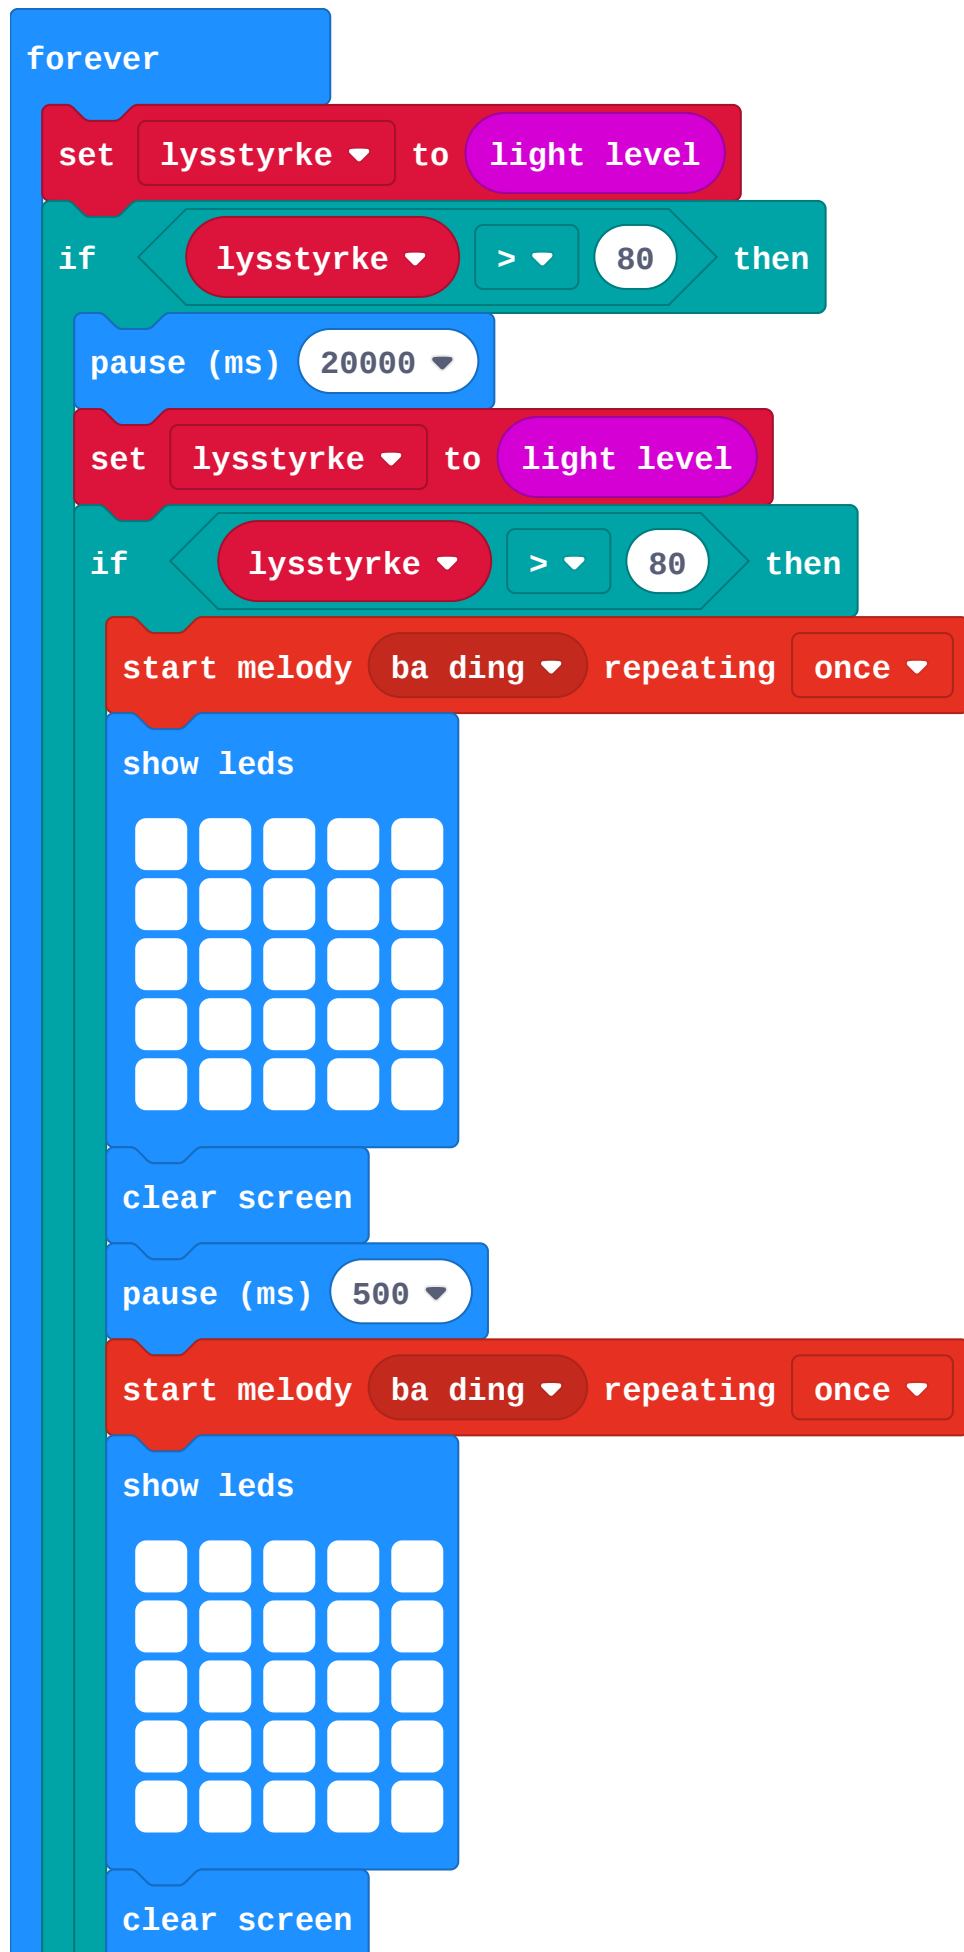 forever
set lysstyrke to light level
if lysstyrke > 80 then
pause (ms) 20000
set lysstyrke to light level
if lysstyrke > 80 then
start melody ba ding repeating once
show leds
clear screen
pause (ms) 500
start melody ba ding repeating once
show leds
clear screen